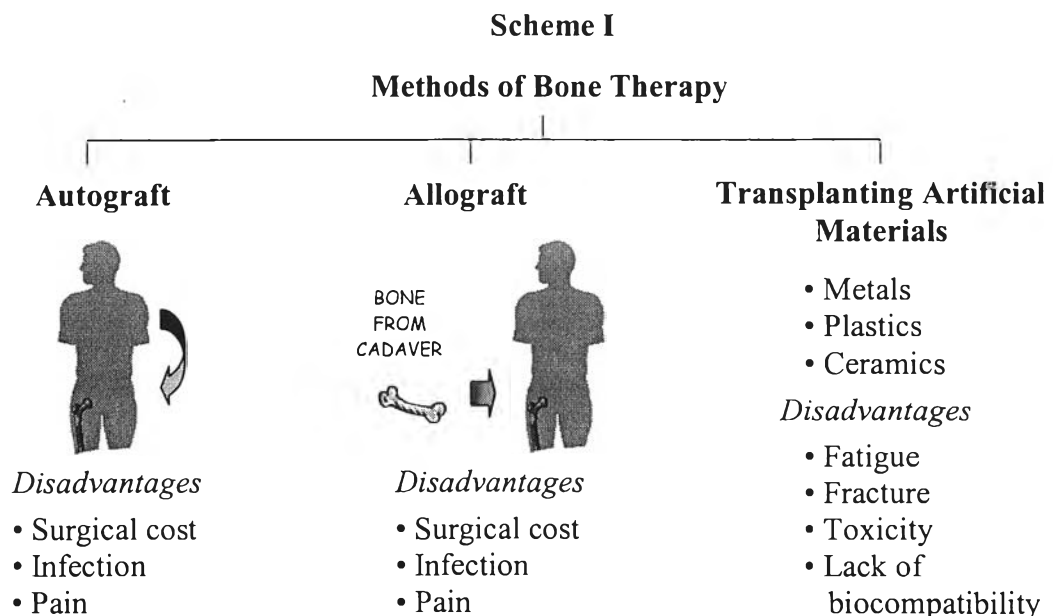 Scheme I
Methods of Bone Therapy
Autograft
Disadvantages
• Surgical cost
• Infection
• Pain
Allograft
BONE
FROM
CADAVER
Disadvantages
• Surgical cost
• Infection
• Pain
Transplanting Artificial
Materials
• Metals
• Plastics
• Ceramics
Disadvantages
• Fatigue
• Fracture
• Toxicity
• Lack of
biocompatibility